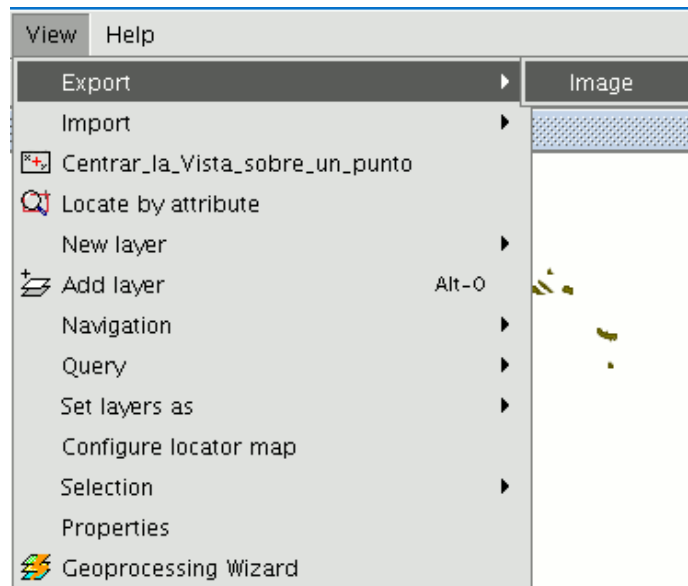 View Help
Export Image
Import
Centrar_la_Vista_sobre_un_punto
Locate by attribute
New layer
Add layer Alt-O
Navigation
Query
Set layers as
Configure locator map
Selection
Properties
Geoprocessing Wizard